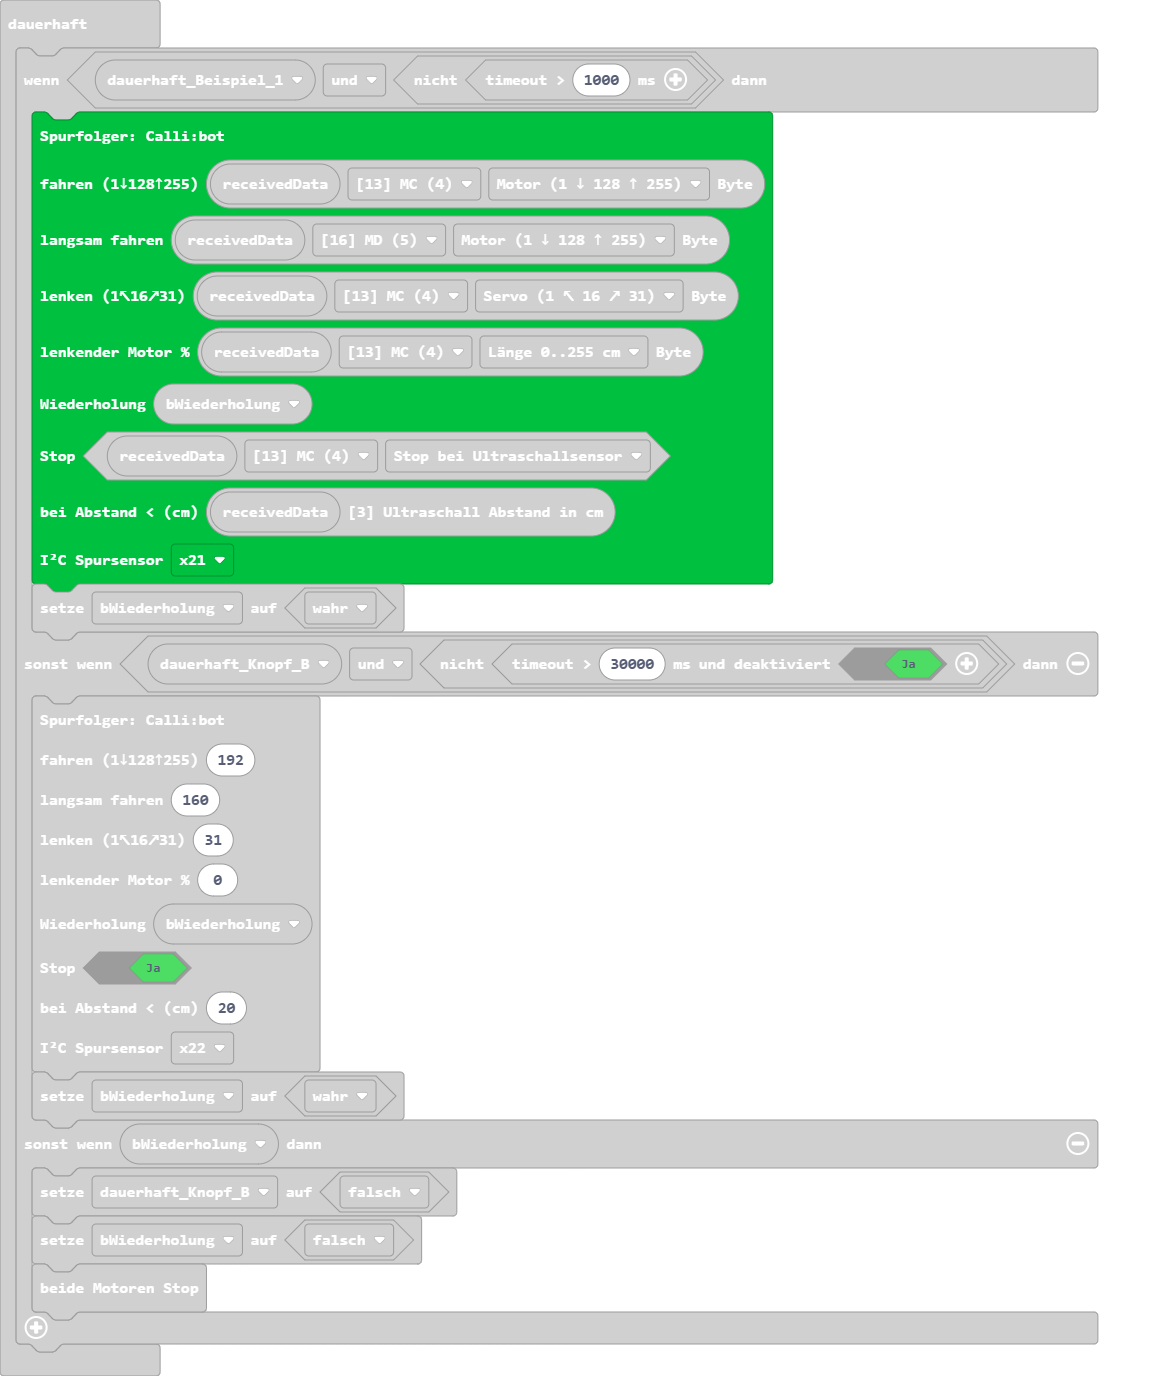 dauerhaft
wenn dauerhaft_Beispiel_1 und nicht timeout > 1000 ms dann
Spurfolger: Calli:bot
fahren (1↓128↑255) receivedData [13] MC (4) Motor (1 ↓ 128 ↑ 255) Byte
langsam fahren receivedData [16] MD (5) Motor (1 ↓ 128 ↑ 255) Byte
lenken (1↖16↗31) receivedData [13] MC (4) Servo (1 ↖ 16 ↗ 31) Byte
lenkender Motor % receivedData [13] MC (4) Länge 0..255 cm Byte
Wiederholung bWiederholung
Stop receivedData [13] MC (4) Stop bei Ultraschallsensor
bei Abstand < (cm) receivedData [3] Ultraschall Abstand in cm
I²C Spursensor x21
setze bWiederholung auf wahr
sonst wenn dauerhaft_Knopf_B und nicht timeout > 30000 ms und deaktiviert Ja dann
Spurfolger: Calli:bot
fahren (1↓128↑255) 192
langsam fahren 160
lenken (1↖16↗31) 31
lenkender Motor % 0
Wiederholung bWiederholung
Stop Ja
bei Abstand < (cm) 20
I²C Spursensor x22
setze bWiederholung auf wahr
sonst wenn bWiederholung dann
setze dauerhaft_Knopf_B auf falsch
setze bWiederholung auf falsch
beide Motoren Stop